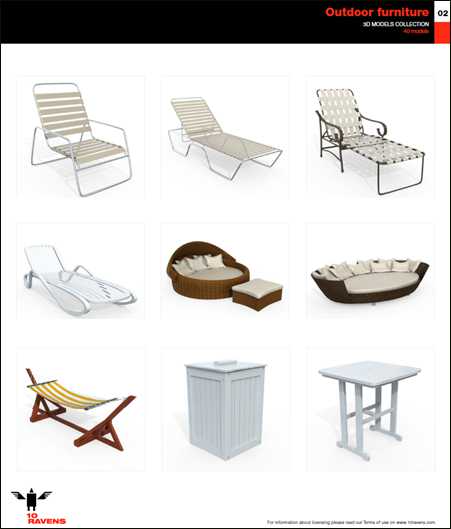 Outdoor furniture
02
3D MODELS COLLECTION
40 models
10
RAVENS
For information about licensing please read our Terms of use on www.10ravens.com